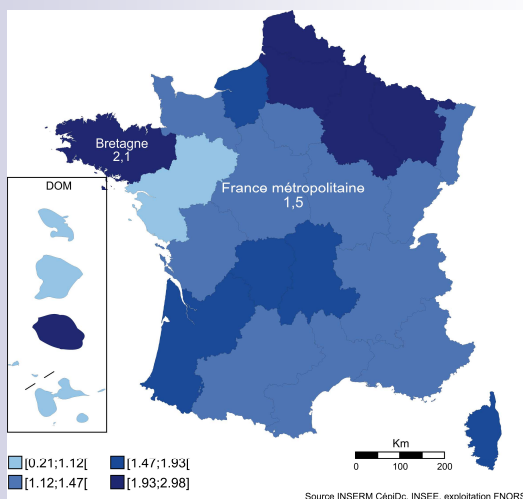 Bretagne
2,1
DOM
France métropolitaine
1,5
[0.21;1.12[
[1.47;1.93[
[1.12;1.47[
[1.93;2.98]
Km
0 100 200
Source INSERM CépiDc, INSEE, exploitation FNORS